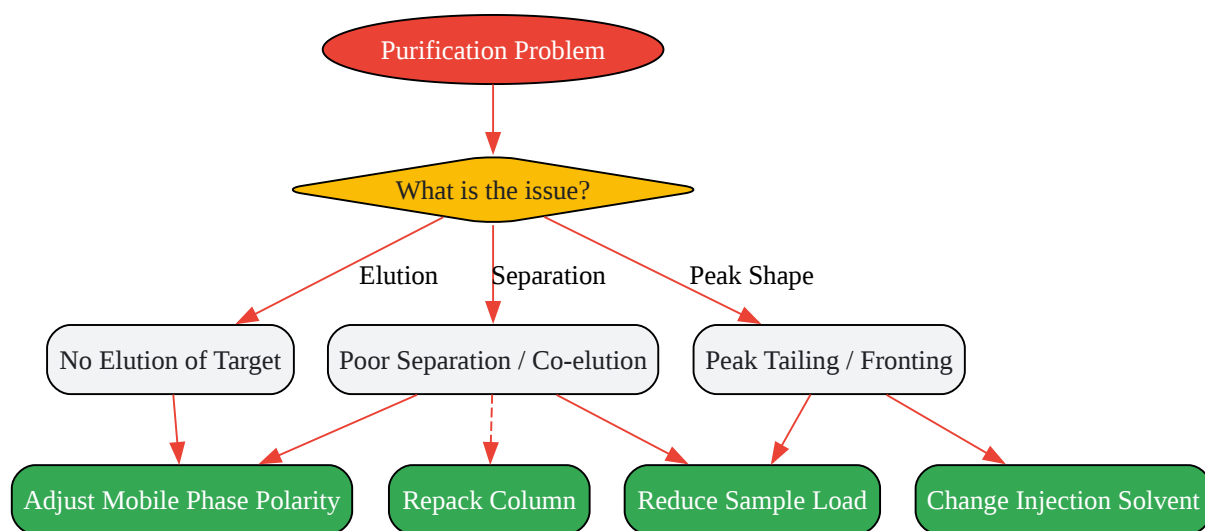 Purification Problem
What is the issue?
Elution
Separation
Peak Shape
No Elution of Target
Poor Separation / Co-elution
Peak Tailing / Fronting
Adjust Mobile Phase Polarity
Repack Column
Reduce Sample Load
Change Injection Solvent